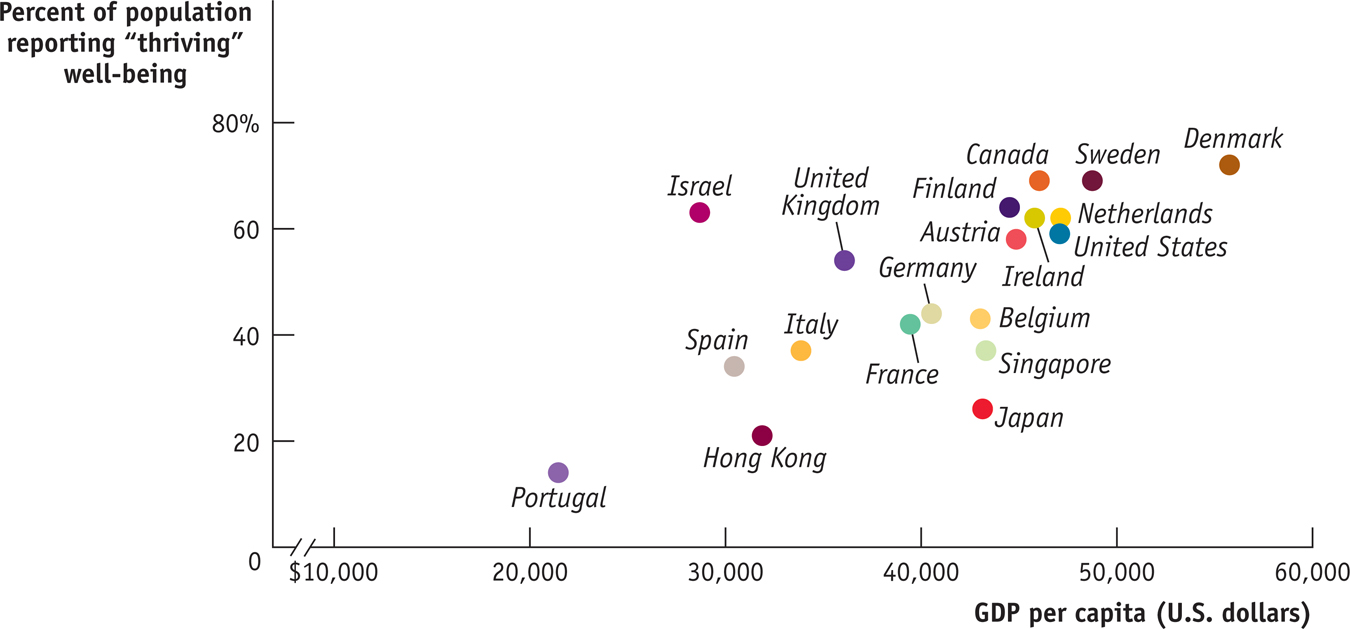 Percent of population
reporting “thriving”
well-being
80%
60
40
20
0
Denmark
Canada
Sweden
Israel
United
Kingdom
Finland
Netherlands
Austria
United States
Germany
Ireland
Belgium
Italy
Spain
Singapore
France
Japan
Hong Kong
Portugal
$10,000
20,000
30,000
40,000
50,000
60,000
GDP per capita (U.S. dollars)